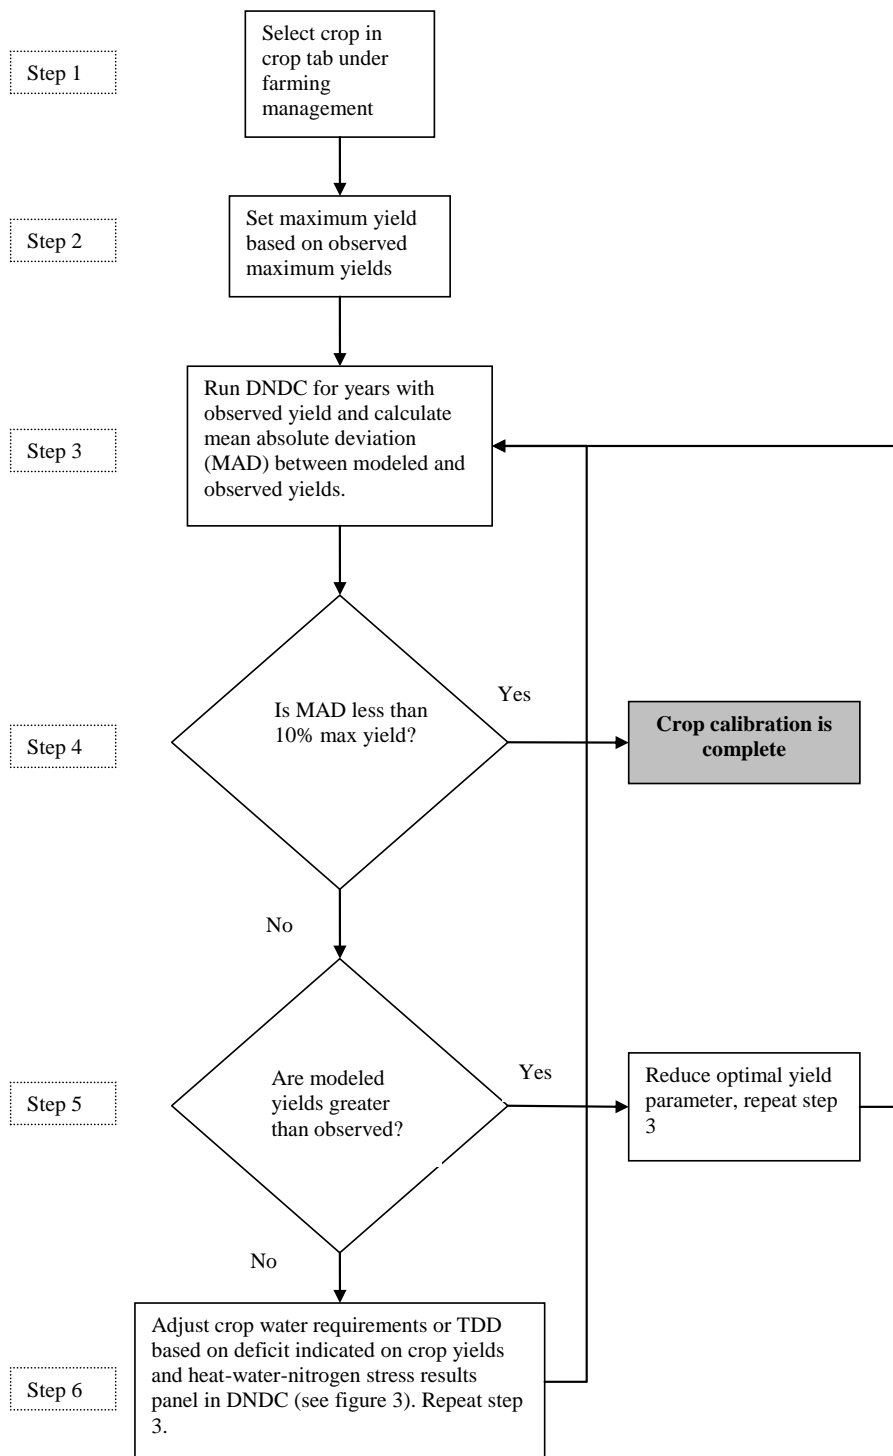 Step 1
Select crop in
crop tab under
farming
management
Step 2
Set maximum yield
based on observed
maximum yields
Step 3
Run DNDC for years with
observed yield and calculate
mean absolute deviation
(MAD) between modeled and
observed yields.
Step 4
Is MAD less than
10% max yield?
Yes
Crop calibration is
complete
No
Step 5
Are modeled
yields greater
than observed?
Yes
Reduce optimal yield
parameter, repeat step
3
No
Step 6
Adjust crop water requirements or TDD
based on deficit indicated on crop yields
and heat-water-nitrogen stress results
panel in DNDC (see figure 3). Repeat step
3.